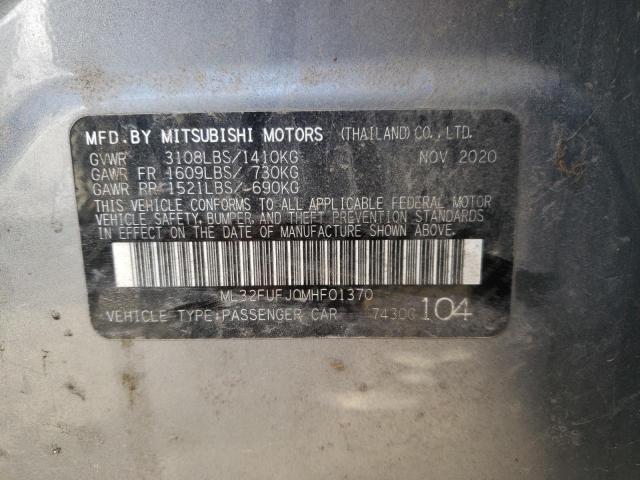 MFD.BY MITSUBISHI MOTORS (THAILAND) CO., LTD.
GVWR 3108LBS/1410KG NOV 2020
GAWR FR 1609LBS/ 730KG
GAWR RR 1521LBS/ 690KG
THIS VEHICLE CONFORMS TO ALL APPLICABLE FEDERAL MOTOR
VEHICLE SAFETY, BUMPER, AND THEFT PREVENTION STANDARDS
IN EFFECT ON THE DATE OF MANUFACTURE SHOWN ABOVE.
ML32FUFJ0MHF01370
VEHICLE TYPE:PASSENGER CAR 74300 104